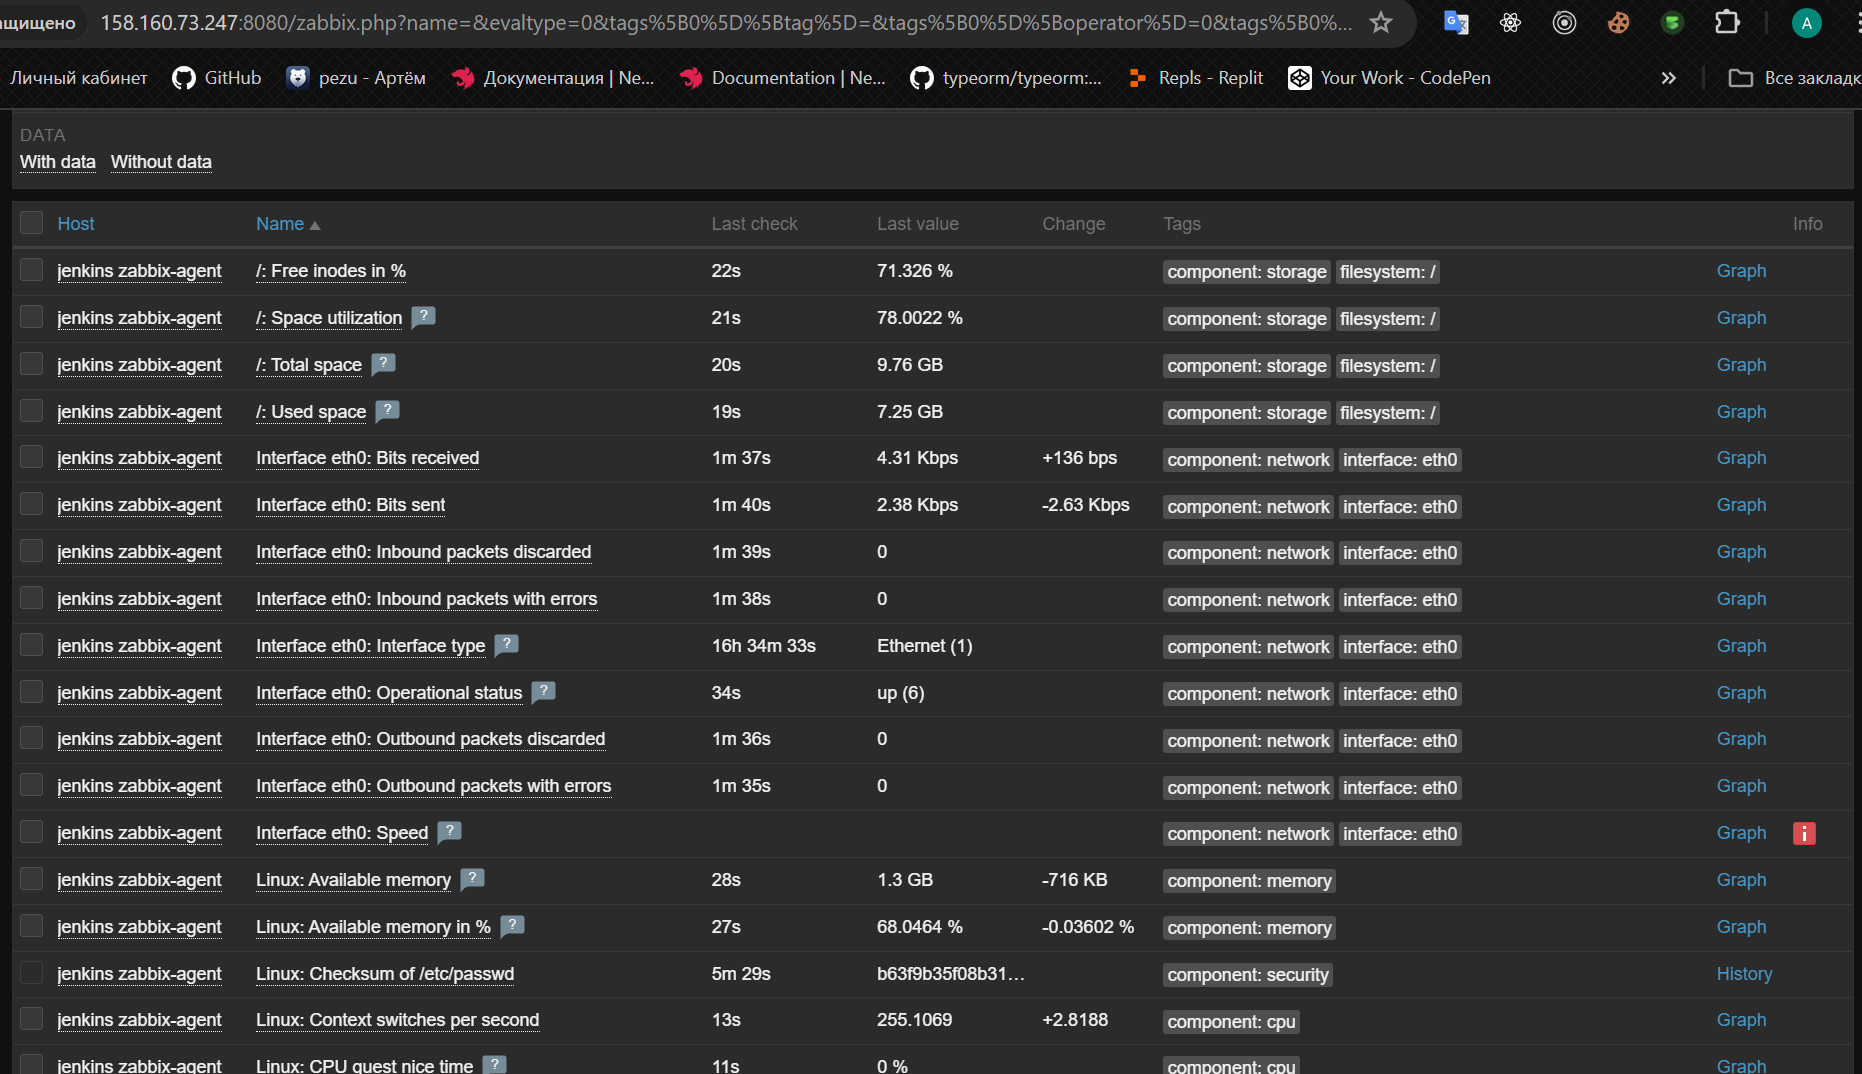 ащищено 158.160.73.247:8080/zabbix.php?name=&evaltype=0&tags%5B0%5D%5Btag%5D=&tags%5B0%5D%5Boperator%5D=0&tags%5B0%... A
Личный кабинет GitHub pezu - Артём Документация | Ne... Documentation | Ne... typeorm/typeorm:... Repls - Replit Your Work - CodePen » Все закладк
DATA
With data Without data
Host Name Last check Last value Change Tags Info
jenkins zabbix-agent /: Free inodes in % 22s 71.326 % component: storage filesystem: / Graph
jenkins zabbix-agent /: Space utilization ? 21s 78.0022 % component: storage filesystem: / Graph
jenkins zabbix-agent /: Total space ? 20s 9.76 GB component: storage filesystem: / Graph
jenkins zabbix-agent /: Used space ? 19s 7.25 GB component: storage filesystem: / Graph
jenkins zabbix-agent Interface eth0: Bits received 1m 37s 4.31 Kbps +136 bps component: network interface: eth0 Graph
jenkins zabbix-agent Interface eth0: Bits sent 1m 40s 2.38 Kbps -2.63 Kbps component: network interface: eth0 Graph
jenkins zabbix-agent Interface eth0: Inbound packets discarded 1m 39s 0 component: network interface: eth0 Graph
jenkins zabbix-agent Interface eth0: Inbound packets with errors 1m 38s 0 component: network interface: eth0 Graph
jenkins zabbix-agent Interface eth0: Interface type ? 16h 34m 33s Ethernet (1) component: network interface: eth0 Graph
jenkins zabbix-agent Interface eth0: Operational status ? 34s up (6) component: network interface: eth0 Graph
jenkins zabbix-agent Interface eth0: Outbound packets discarded 1m 36s 0 component: network interface: eth0 Graph
jenkins zabbix-agent Interface eth0: Outbound packets with errors 1m 35s 0 component: network interface: eth0 Graph
jenkins zabbix-agent Interface eth0: Speed ? component: network interface: eth0 Graph i
jenkins zabbix-agent Linux: Available memory ? 28s 1.3 GB -716 KB component: memory Graph
jenkins zabbix-agent Linux: Available memory in % ? 27s 68.0464 % -0.03602 % component: memory Graph
jenkins zabbix-agent Linux: Checksum of /etc/passwd 5m 29s b63f9b35f08b31... component: security History
jenkins zabbix-agent Linux: Context switches per second 13s 255.1069 +2.8188 component: cpu Graph
jenkins zabbix-agent Linux: CPU guest nice time ? 11s 0 % component: cpu Graph